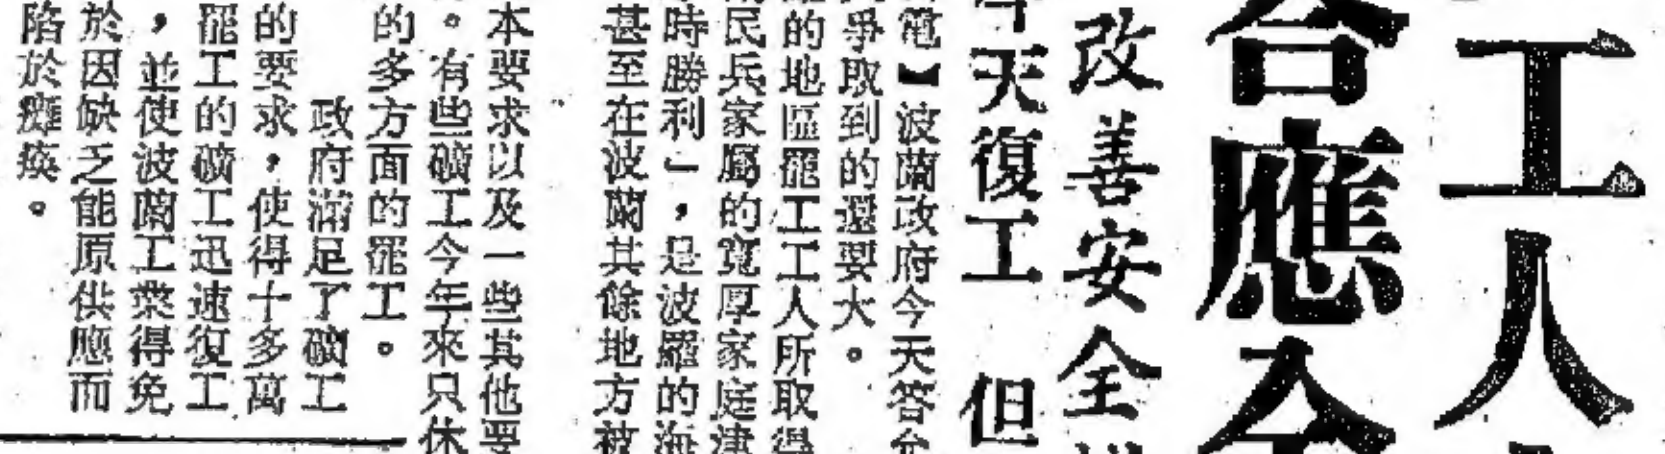 工人
合應全
改善安全
今天復工 但
電】波蘭政府今天答允
爭取到的還要大。
的地區罷工工人所取得
民兵家屬的寬厚家庭津
時勝利」，是波羅的海
甚至在波蘭其餘地方被
本要求以及一些其他要
。有些礦工今年來只休
的多方面的罷工。
政府滿足了礦工
的要求，使得十多萬
罷工的礦工迅速復工
，並使波蘭工業得免
於因缺乏能原供應而
陷於癱瘓。